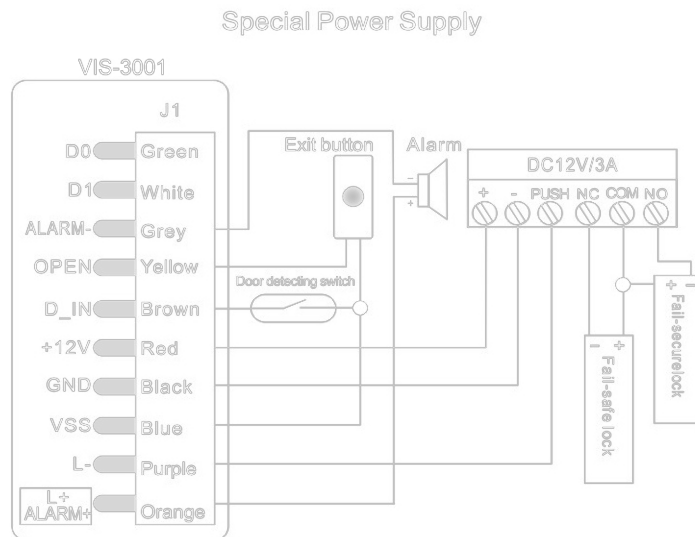 Special Power Supply
VIS-3001
J1
D0 Green
D1 White
ALARM- Grey
OPEN Yellow
D_IN Brown
+12V Red
GND Black
VSS Blue
L- Purple
L+
ALARM+ Orange
Exit button
Alarm
-
+
Door detecting switch
DC12V/3A
+ - PUSH NC COM NO
- +
Fail-safe lock
+ -
Fail-securelock